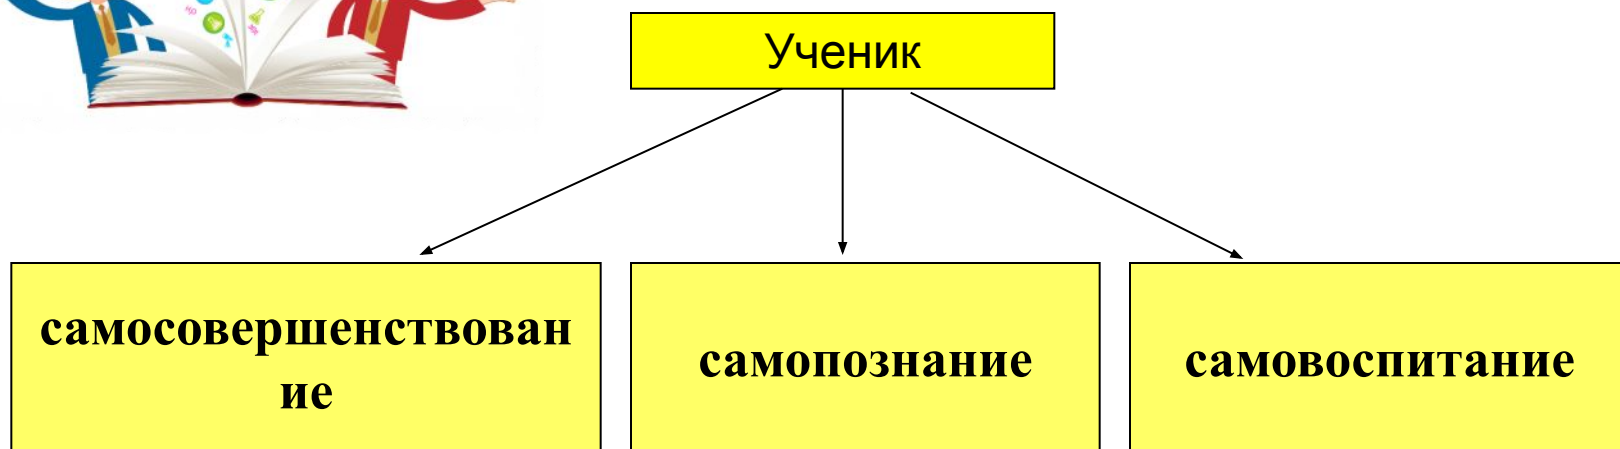 Ученик
самосовершенствован
ие
самопознание
самовоспитание